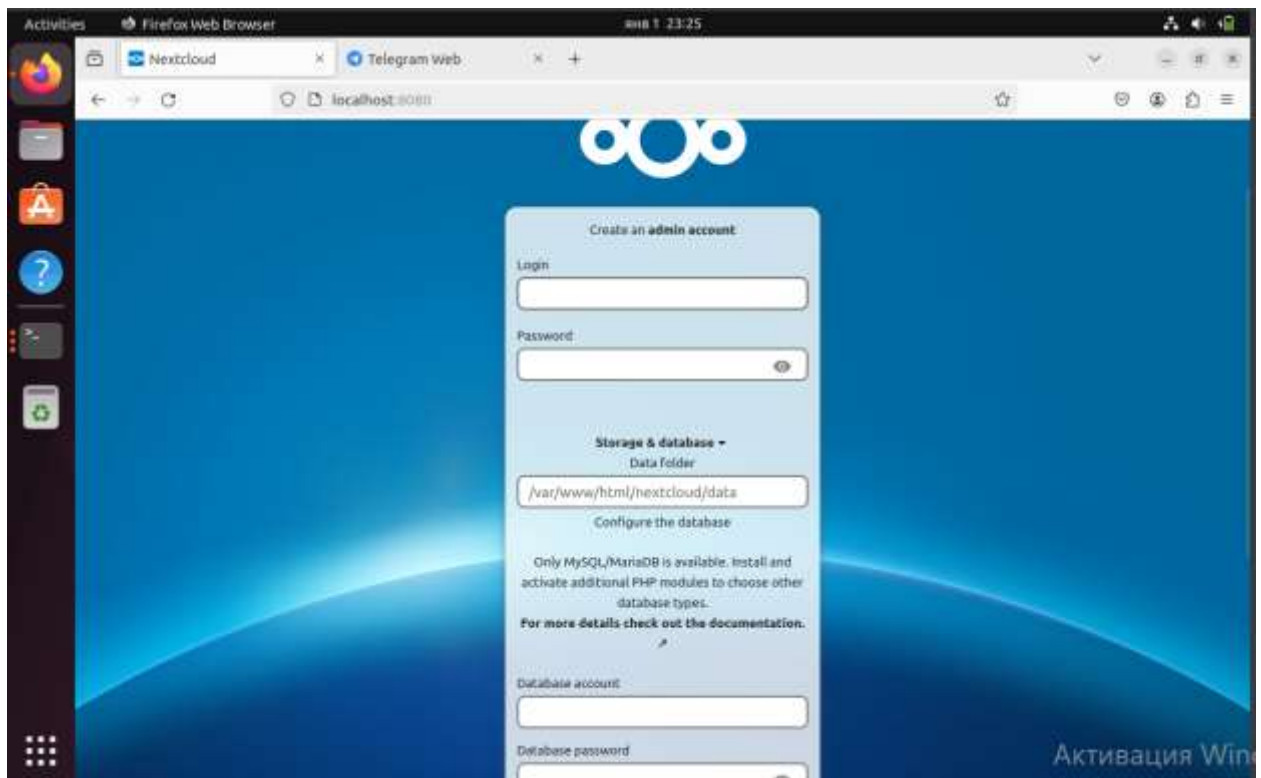 Activities Firefox Web Browser янв 1 23:25
Nextcloud Telegram Web
localhost:8080
Create an admin account
Login
Password
Storage & database
Data folder
/var/www/html/nextcloud/data
Configure the database
Only MySQL/MariaDB is available. Install and
activate additional PHP modules to choose other
database types.
For more details check out the documentation.
Database account
Database password
Активация Win